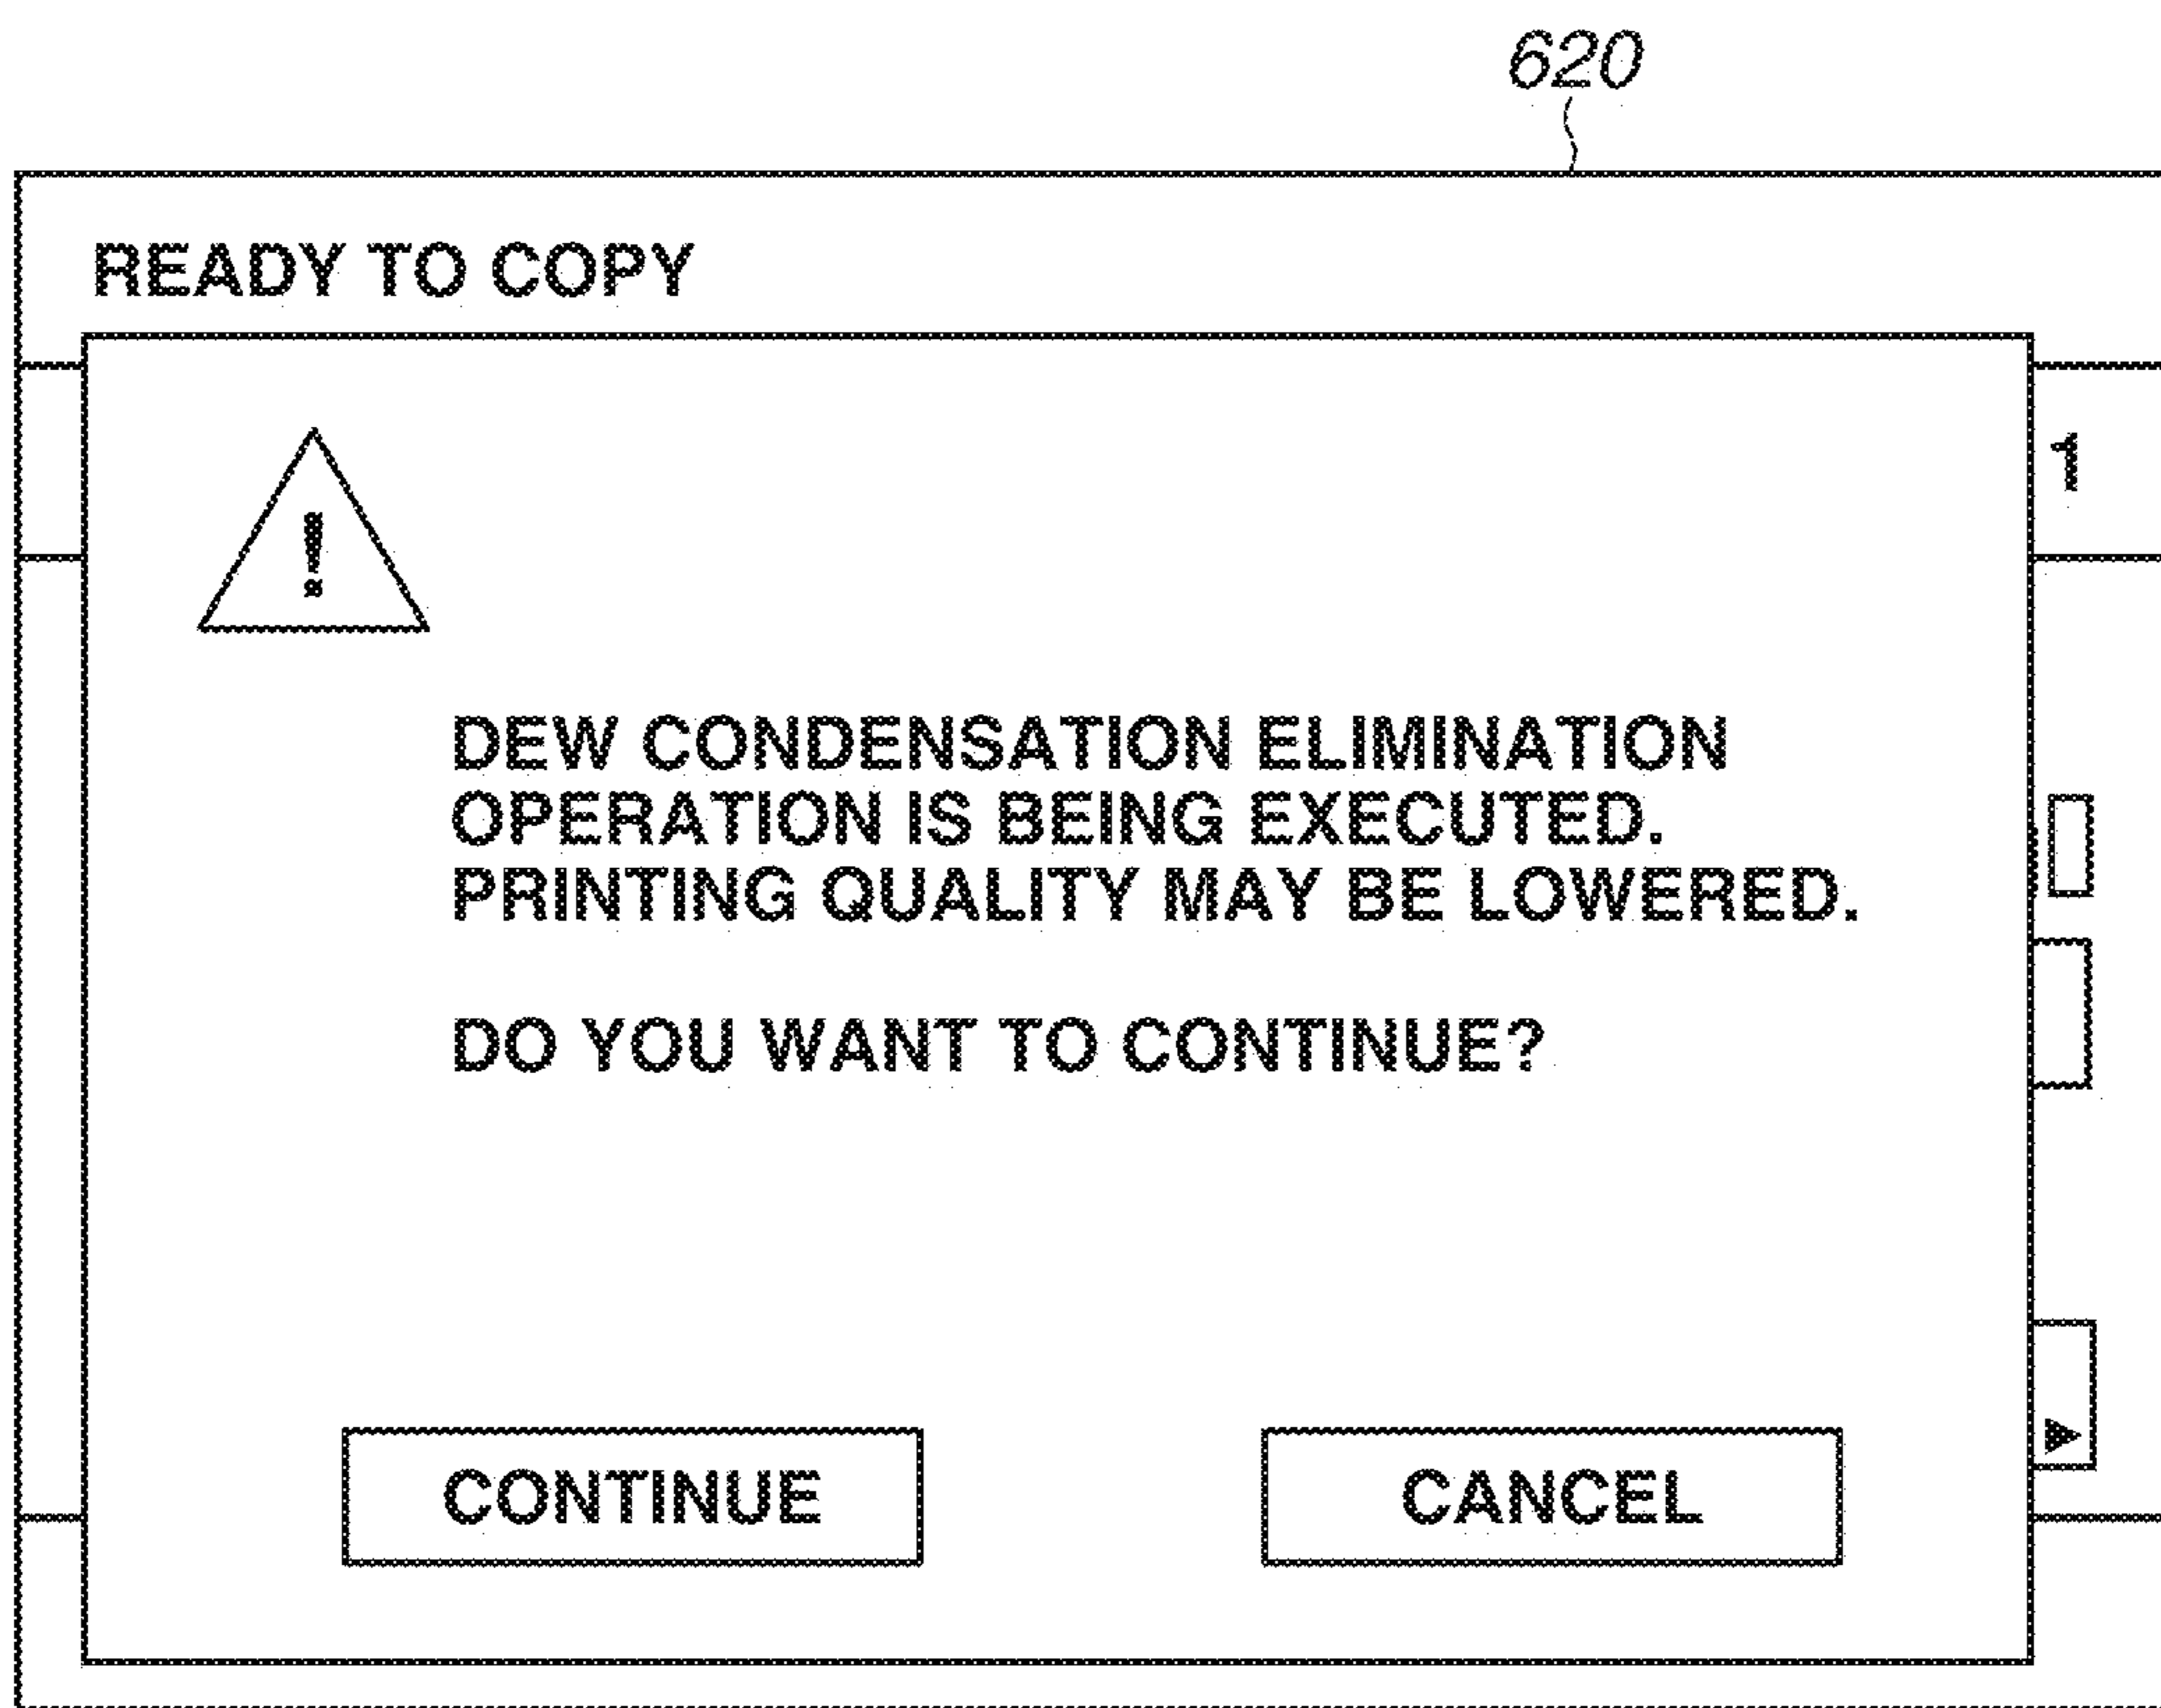 620
READY TO COPY
1
!
DEW CONDENSATION ELIMINATION
OPERATION IS BEING EXECUTED.
PRINTING QUALITY MAY BE LOWERED.
DO YOU WANT TO CONTINUE?
CONTINUE
CANCEL